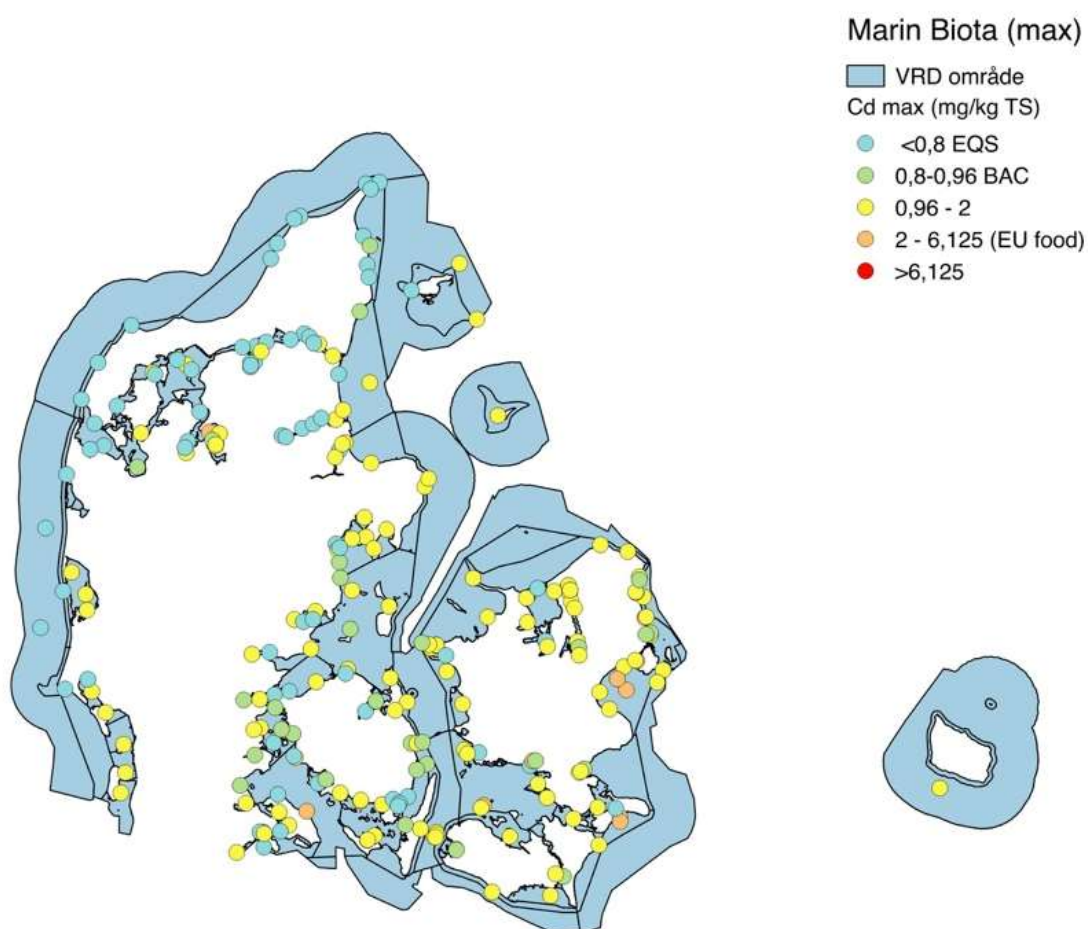 Marin Biota (max)
VRD område
Cd max (mg/kg TS)
<0,8 EQS
0,8-0,96 BAC
0,96 - 2
2 - 6,125 (EU food)
>6,125